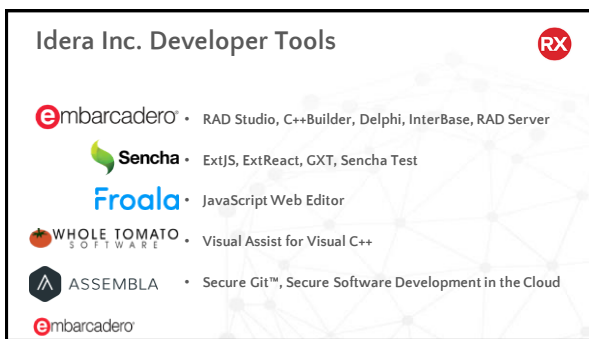 Idera Inc. Developer Tools
RX
embarcadero® • RAD Studio, C++Builder, Delphi, InterBase, RAD Server
Sencha • ExtJS, ExtReact, GXT, Sencha Test
Froala • JavaScript Web Editor
WHOLE TOMATO • Visual Assist for Visual C++
SOFTWARE
ASSEMBLA • Secure Git™, Secure Software Development in the Cloud
embarcadero®